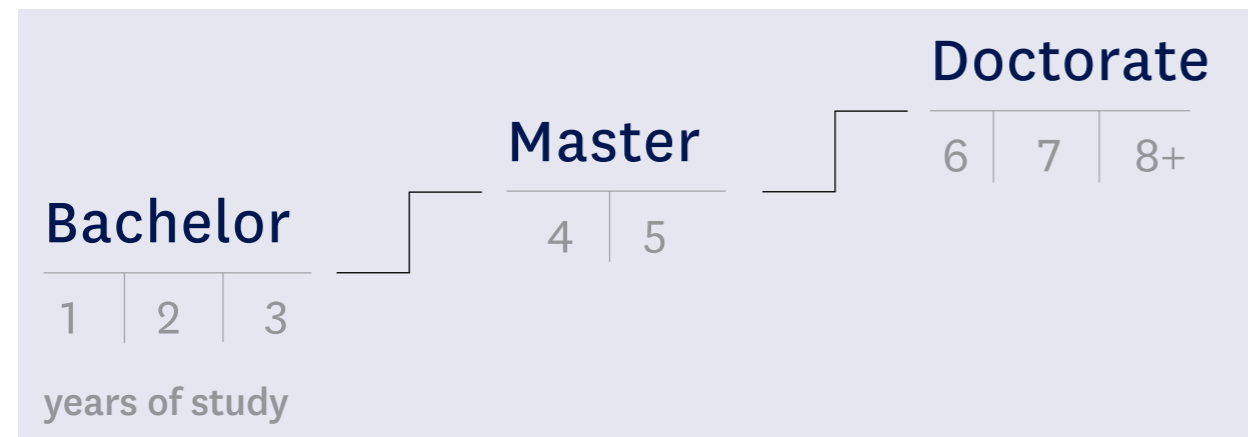 Bachelor
1 2 3
years of study
Master
4 5
Doctorate
6 7 8+